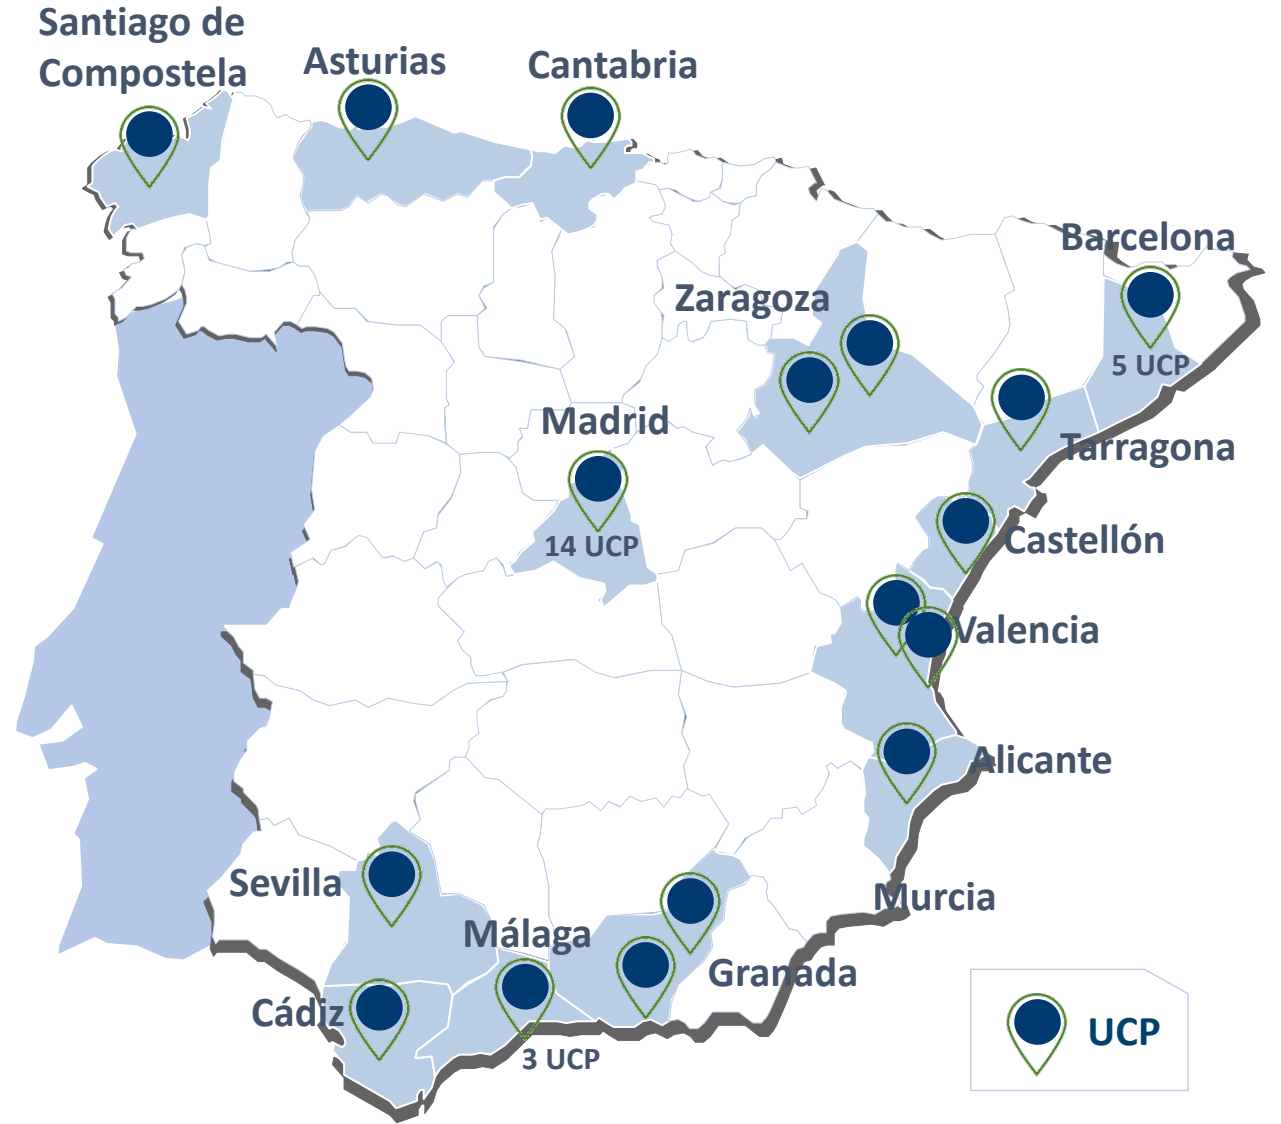 Santiago de
Compostela
Asturias
Cantabria
Barcelona
5 UCP
Zaragoza
Madrid
14 UCP
Tarragona
Castellón
Valencia
Alicante
Murcia
Sevilla
Málaga
3 UCP
Granada
Cádiz
UCP